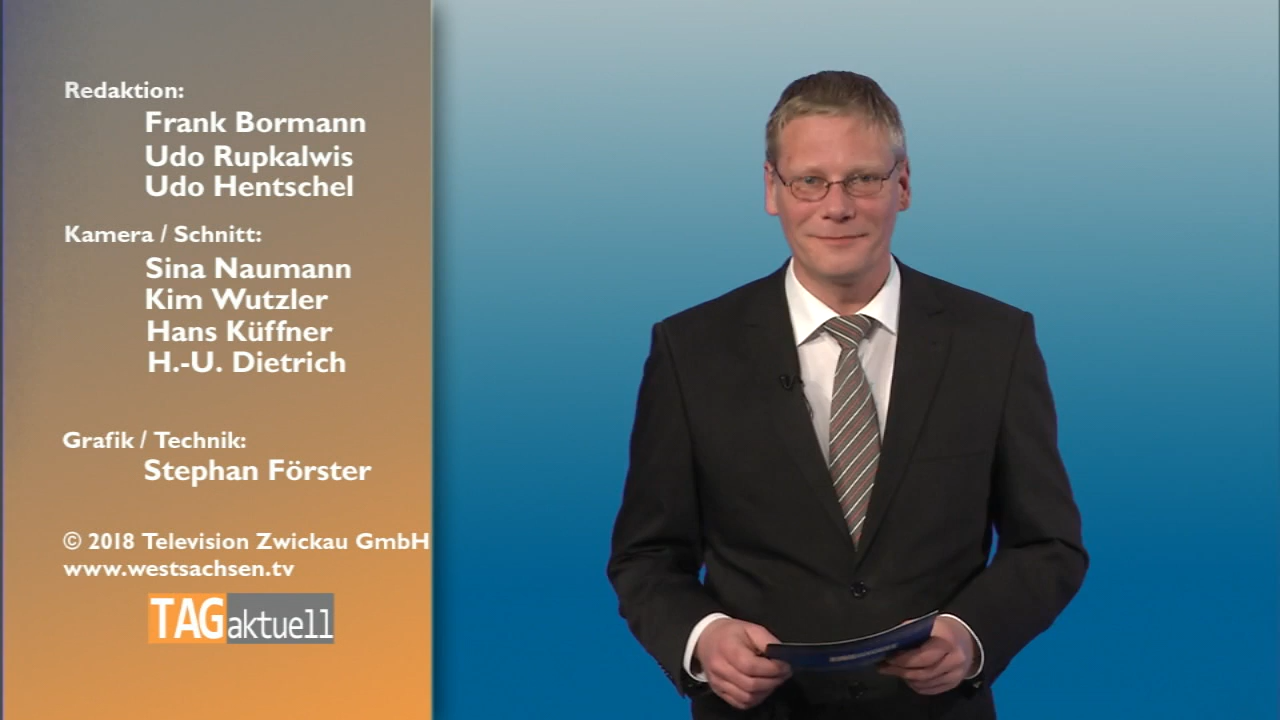 Redaktion:
Frank Bormann
Udo Rupkalwis
Udo Hentschel
Kamera / Schnitt:
Sina Naumann
Kim Wutzler
Hans Küffner
H.-U. Dietrich
Grafik / Technik:
Stephan Förster
© 2018 Television Zwickau GmbH
www.westsachsen.tv
TAGaktuell